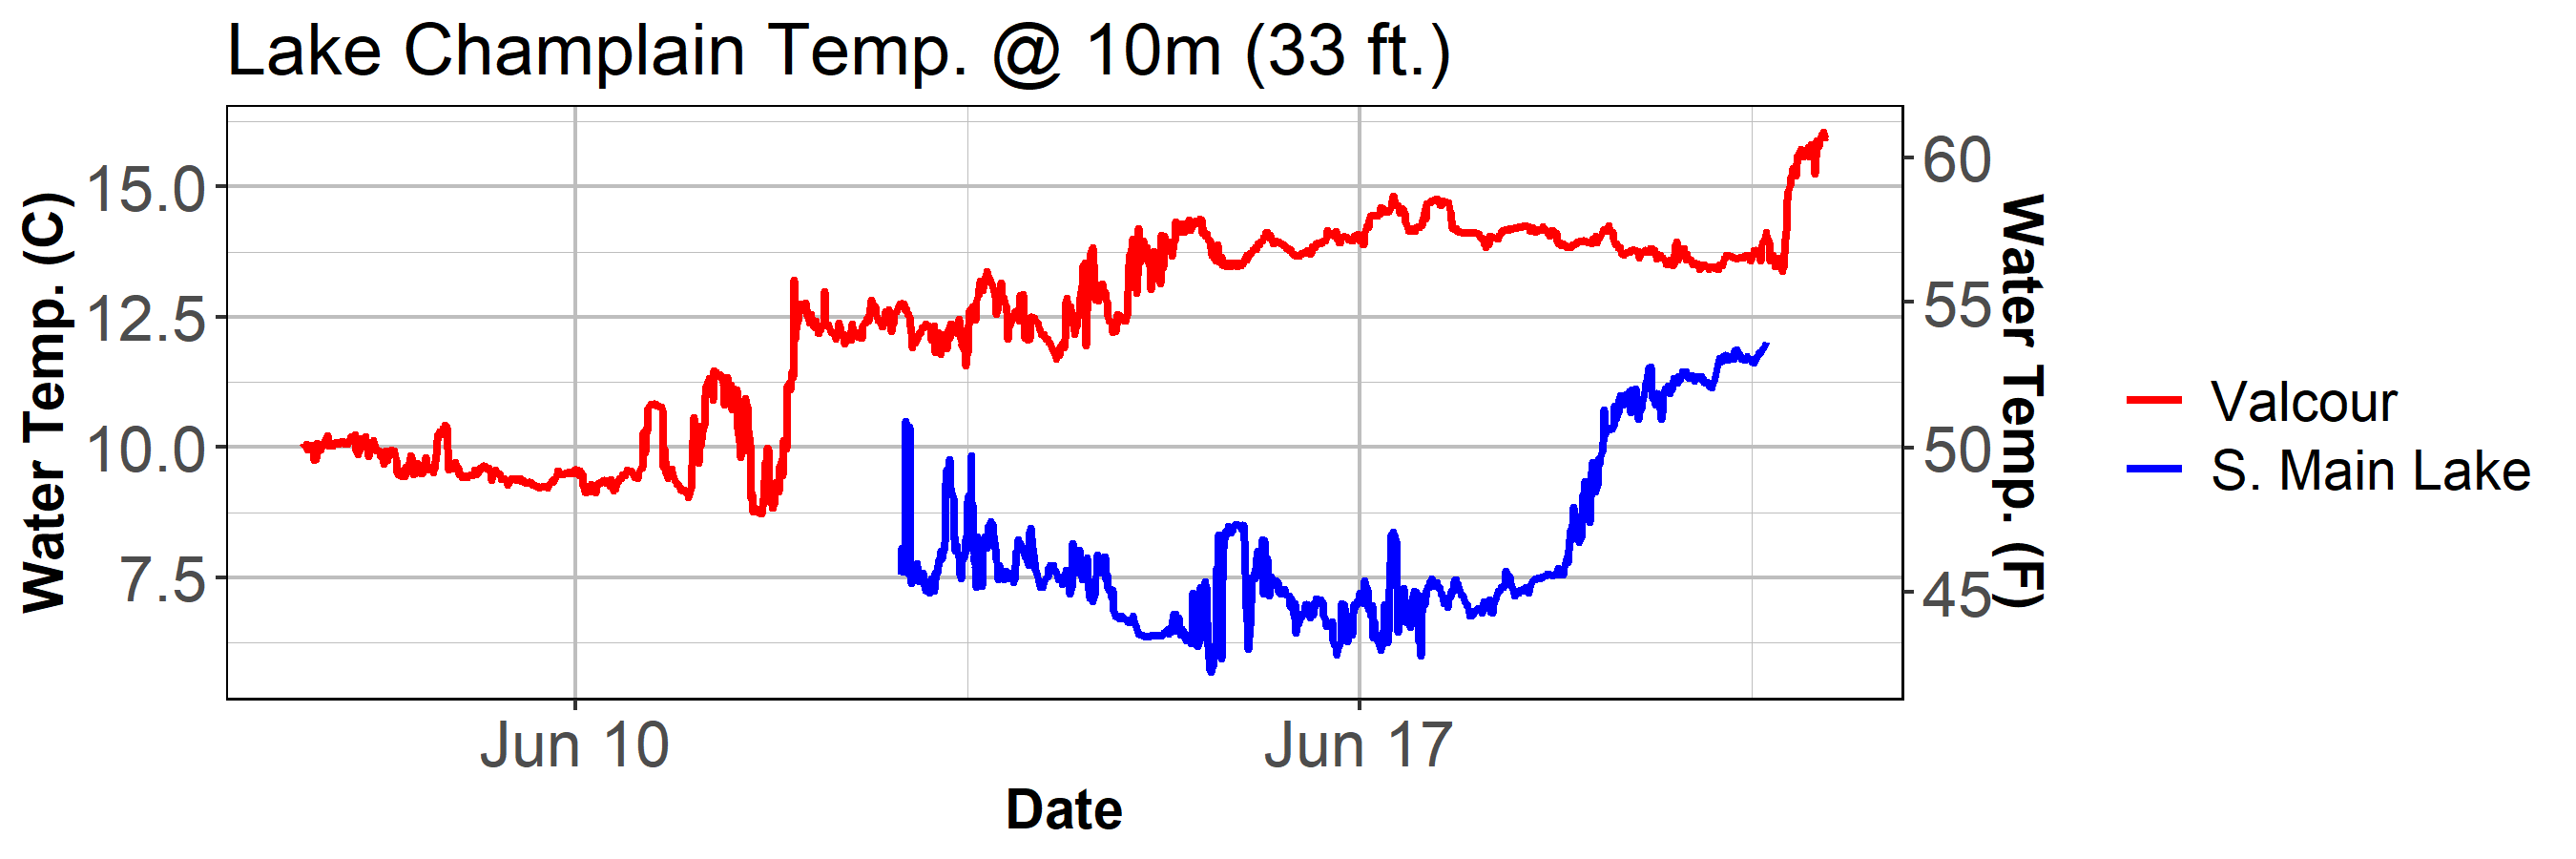 Lake Champlain Temp. @ 10m (33 ft.)
Water Temp. (C)
15.0
12.5
10.0
7.5
60
55
50
45
Water Temp. (F)
Jun 10
Jun 17
Date
Valcour
S. Main Lake